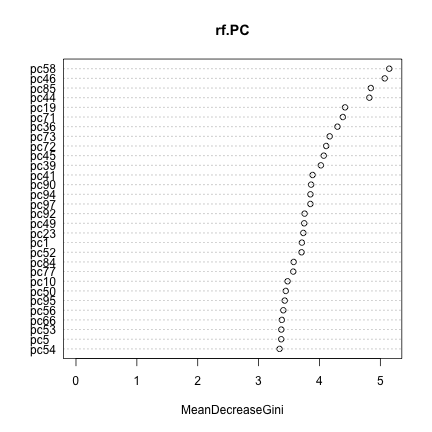 rf.PC
pc58
pc46
pc85
pc44
pc19
pc71
pc36
pc73
pc72
pc45
pc39
pc41
pc90
pc94
pc97
pc92
pc49
pc23
pc1
pc52
pc84
pc77
pc10
pc50
pc95
pc56
pc66
pc53
pc5
pc54
0 1 2 3 4 5
MeanDecreaseGini